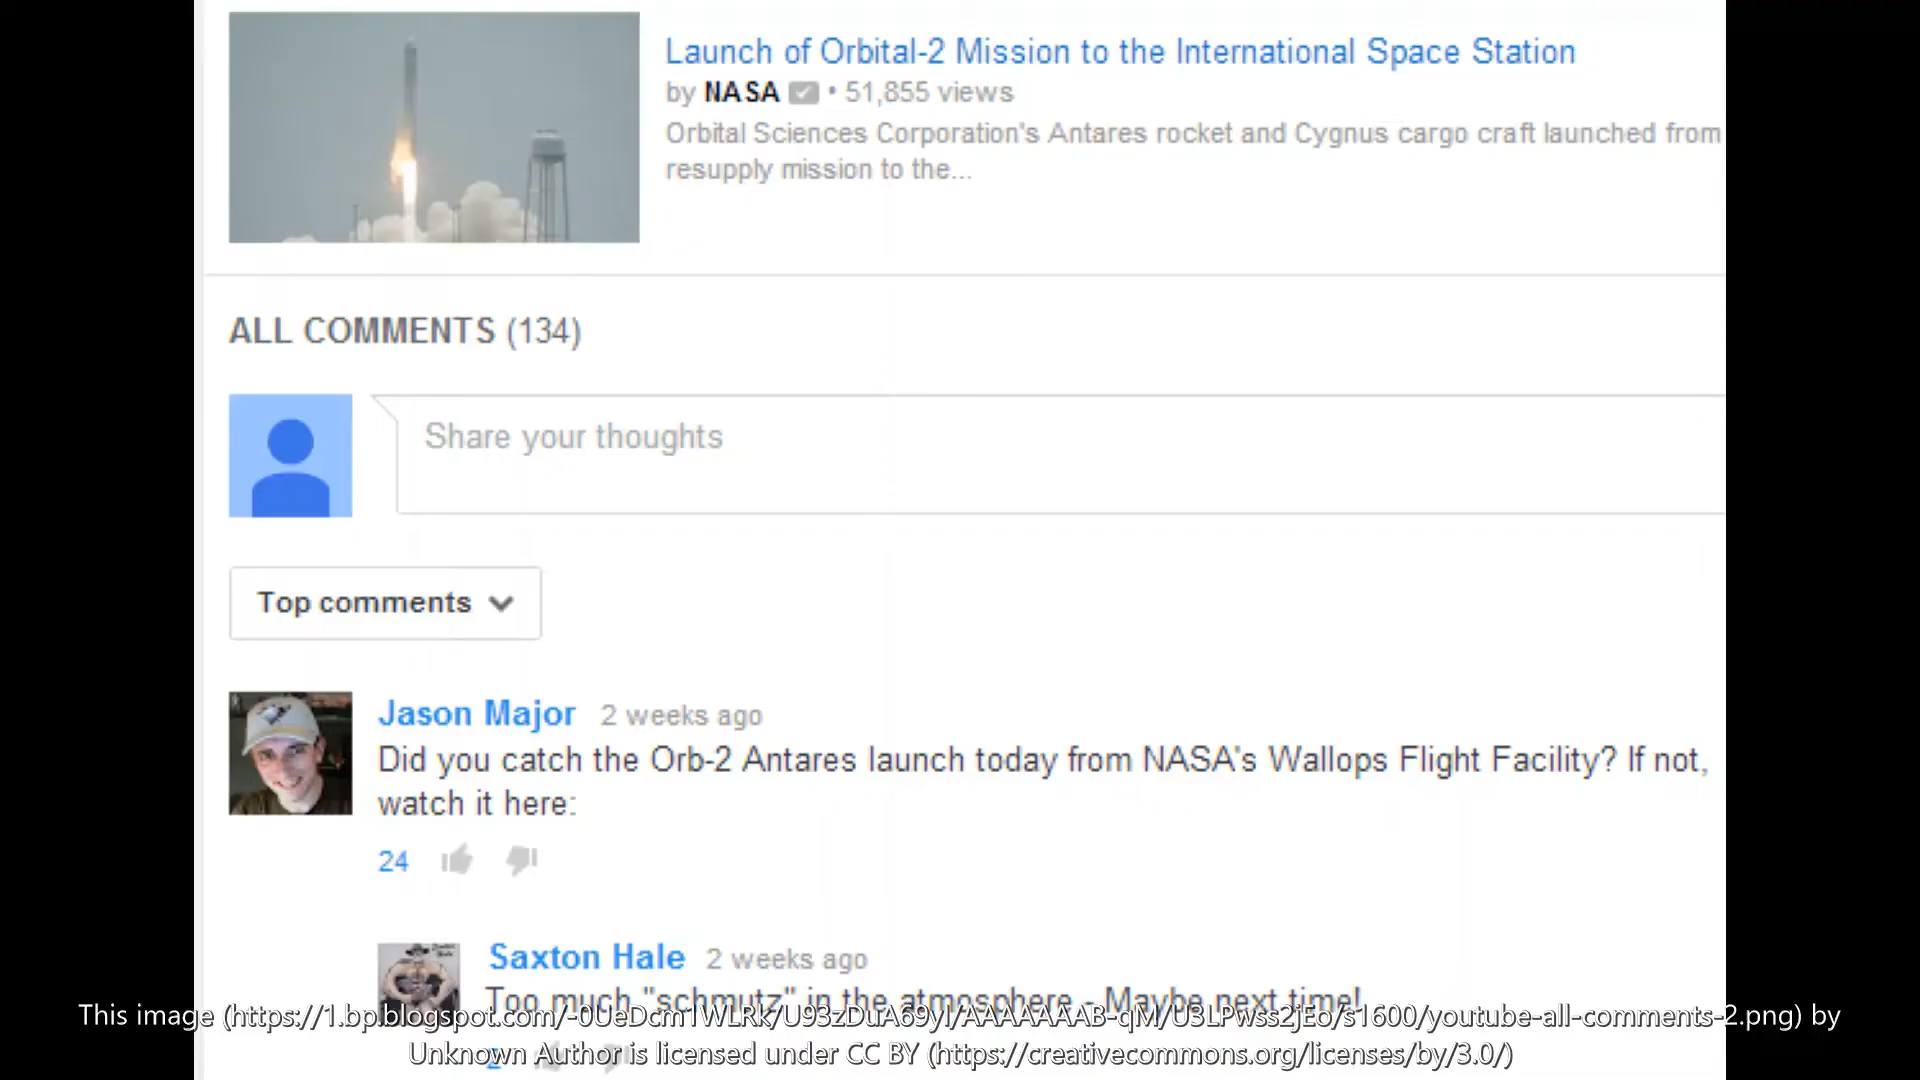 Launch of Orbital-2 Mission to the International Space Station
by NASA • 51,855 views
Orbital Sciences Corporation's Antares rocket and Cygnus cargo craft launched from
resupply mission to the...
ALL COMMENTS (134)
Share your thoughts
Top comments
Jason Major 2 weeks ago
Did you catch the Orb-2 Antares launch today from NASA's Wallops Flight Facility? If not,
watch it here:
24
Saxton Hale 2 weeks ago
Too much "schmutz" in the atmosphere - Maybe next time!
This image (https://1.bp.blogspot.com/-0UeDcm1WLRk/U93zDuA69yI/AAAAAAAB-qM/U3LPwss2jEo/s1600/youtube-all-comments-2.png) by
Unknown Author is licensed under CC BY (https://creativecommons.org/licenses/by/3.0/)